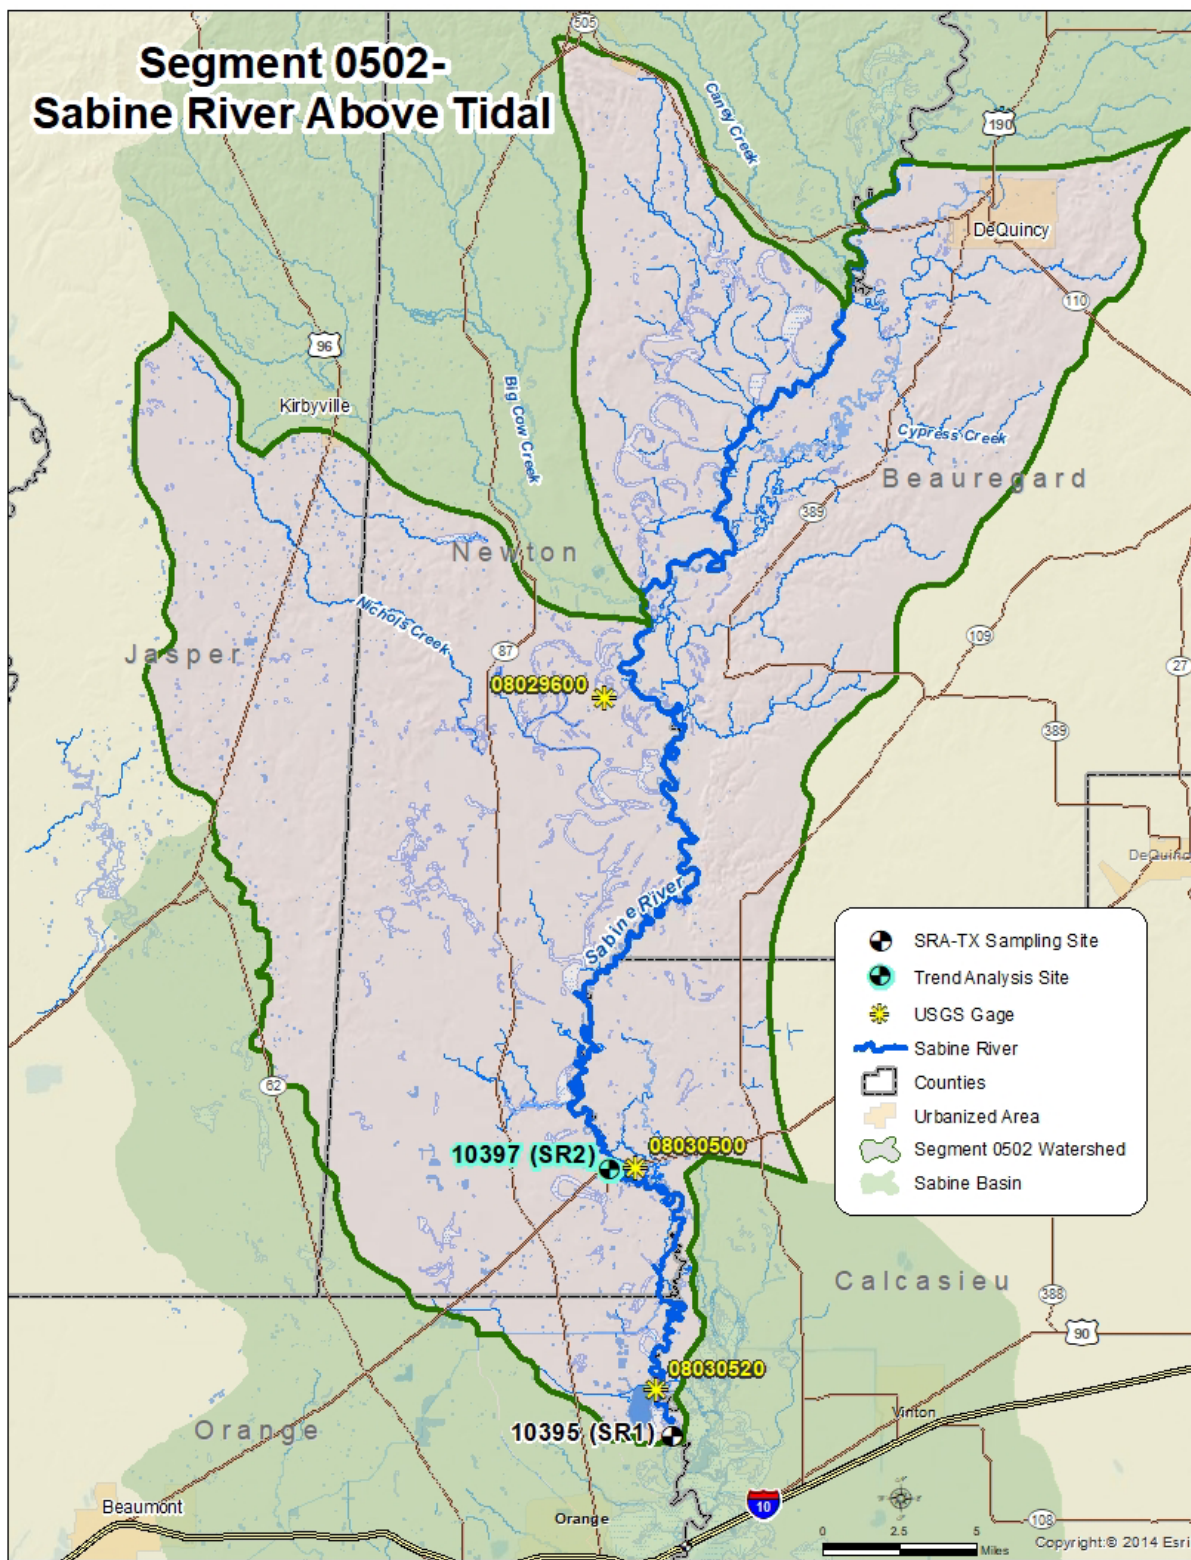 Segment 0502-
Sabine River Above Tidal
505
Caney Creek
190
DeQuincy
110
96
Kirbyville
Big Cow Creek
Cypress Creek
Beauregard
389
Newton
Nichols Creek
109
Jasper
87
27
08029600
389
DeQuinc
Sabine River
SRA-TX Sampling Site
Trend Analysis Site
USGS Gage
Sabine River
Counties
Urbanized Area
Segment 0502 Watershed
Sabine Basin
62
08030500
10397 (SR2)
Calcasieu
388
90
08030520
Vinton
10395 (SR1)
Orange
Beaumont
Orange
10
108
0 2.5 5
Miles
Copyright:© 2014 Esri